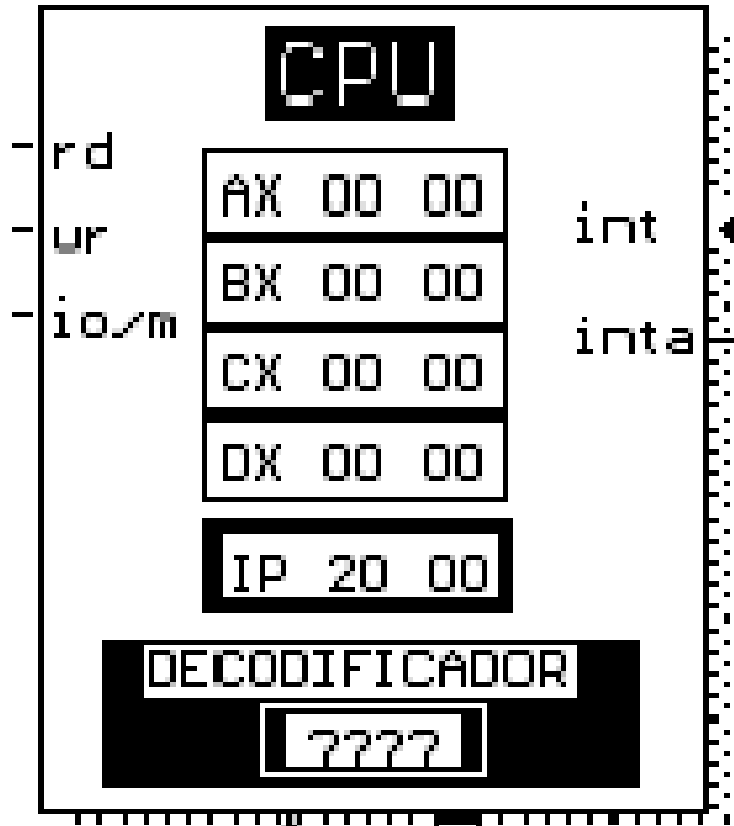 CPU
rd
wr
io/m
AX 00 00
BX 00 00
CX 00 00
DX 00 00
int
inta
IP 20 00
DECODIFICADOR
????